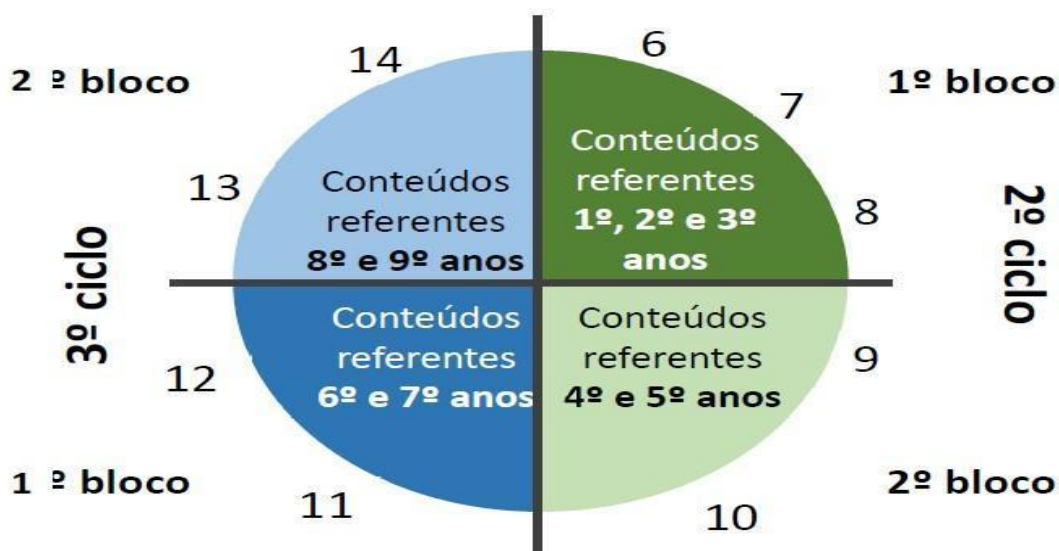 14
6
2 º bloco
1º bloco
7
Conteúdos
referentes
1º, 2º e 3º
anos
13
Conteúdos
referentes
8º e 9º anos
8
3º ciclo
2º ciclo
Conteúdos
referentes
6º e 7º anos
Conteúdos
referentes
4º e 5º anos
12
9
1 º bloco
11
10
2º bloco